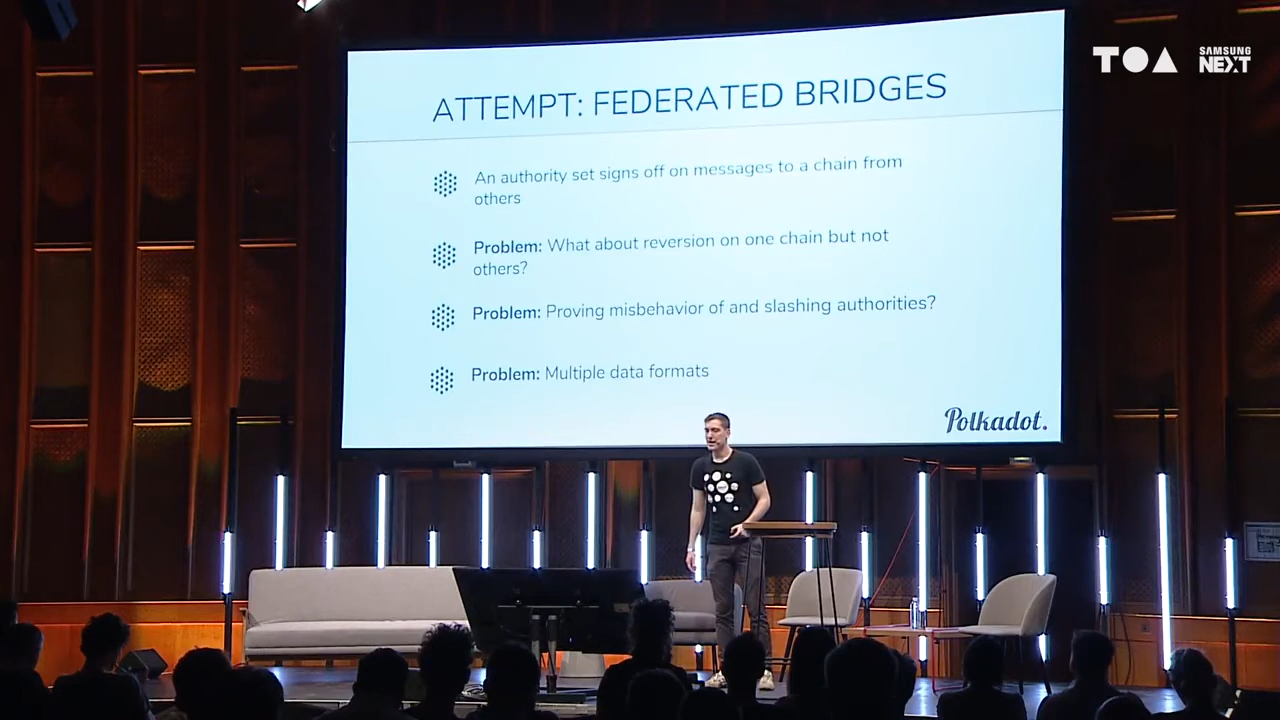 TOA
SAMSUNG
NEXT
ATTEMPT: FEDERATED BRIDGES
An authority set signs off on messages to a chain from
others
Problem: What about reversion on one chain but not
others?
Problem: Proving misbehavior of and slashing authorities?
Problem: Multiple data formats
Polkadot.